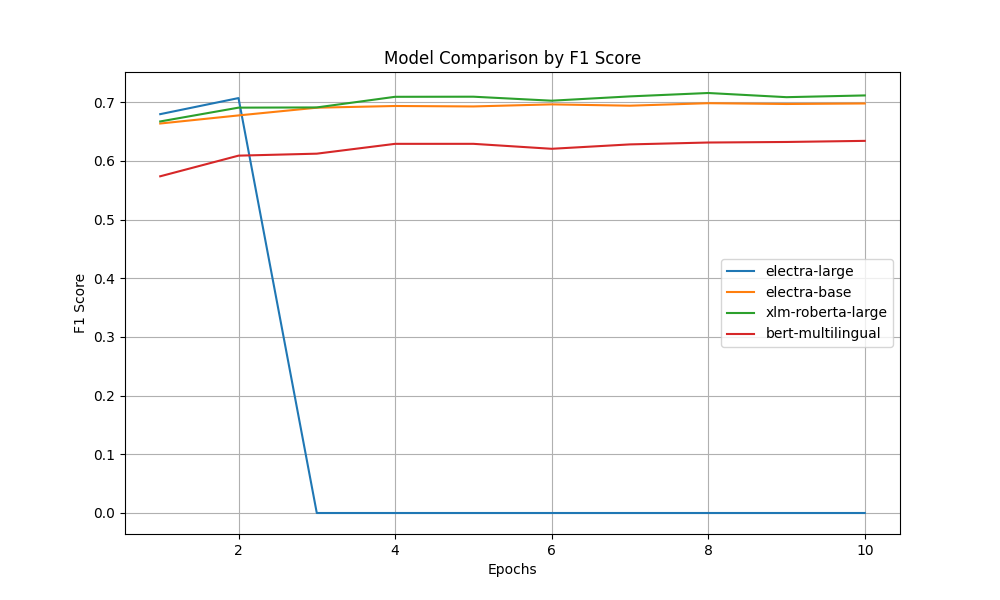 Model Comparison by F1 Score
0.7
0.6
0.5
0.4
0.3
0.2
0.1
0.0
F1 Score
electra-large
electra-base
xlm-roberta-large
bert-multilingual
2 4 6 8 10
Epochs